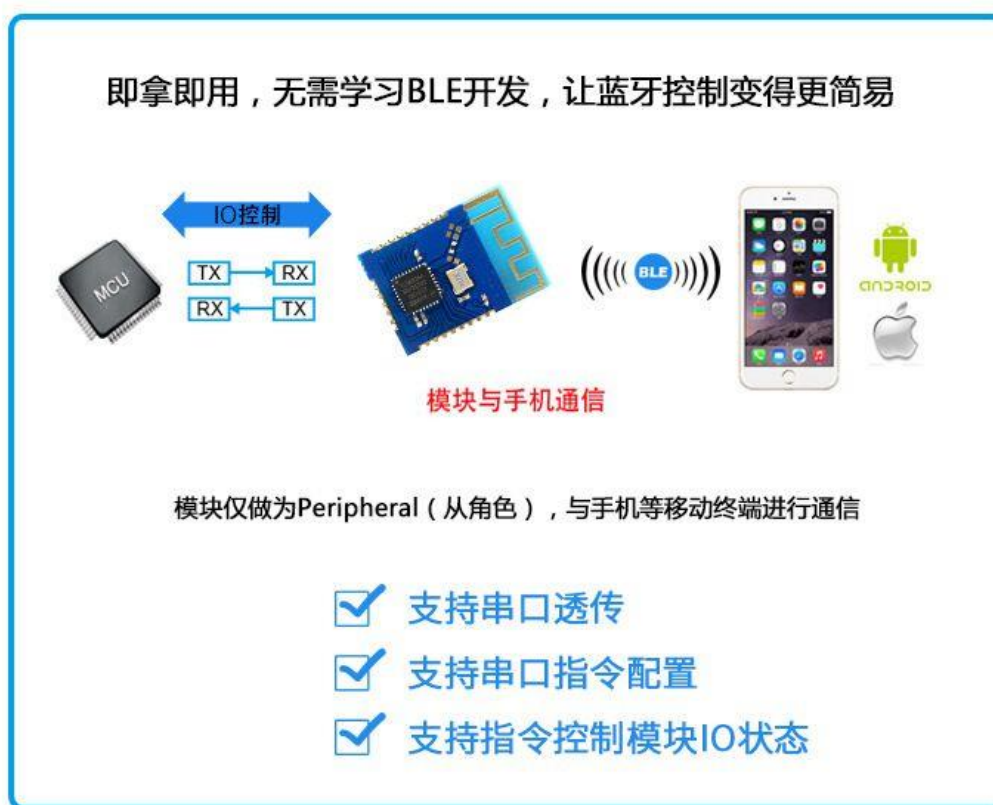 即拿即用，无需学习BLE开发，让蓝牙控制变得更简易
IO控制
MCU
TX
RX
RX
TX
BLE
ANDROID
模块与手机通信
模块仅做为Peripheral（从角色），与手机等移动终端进行通信
支持串口透传
支持串口指令配置
支持指令控制模块IO状态